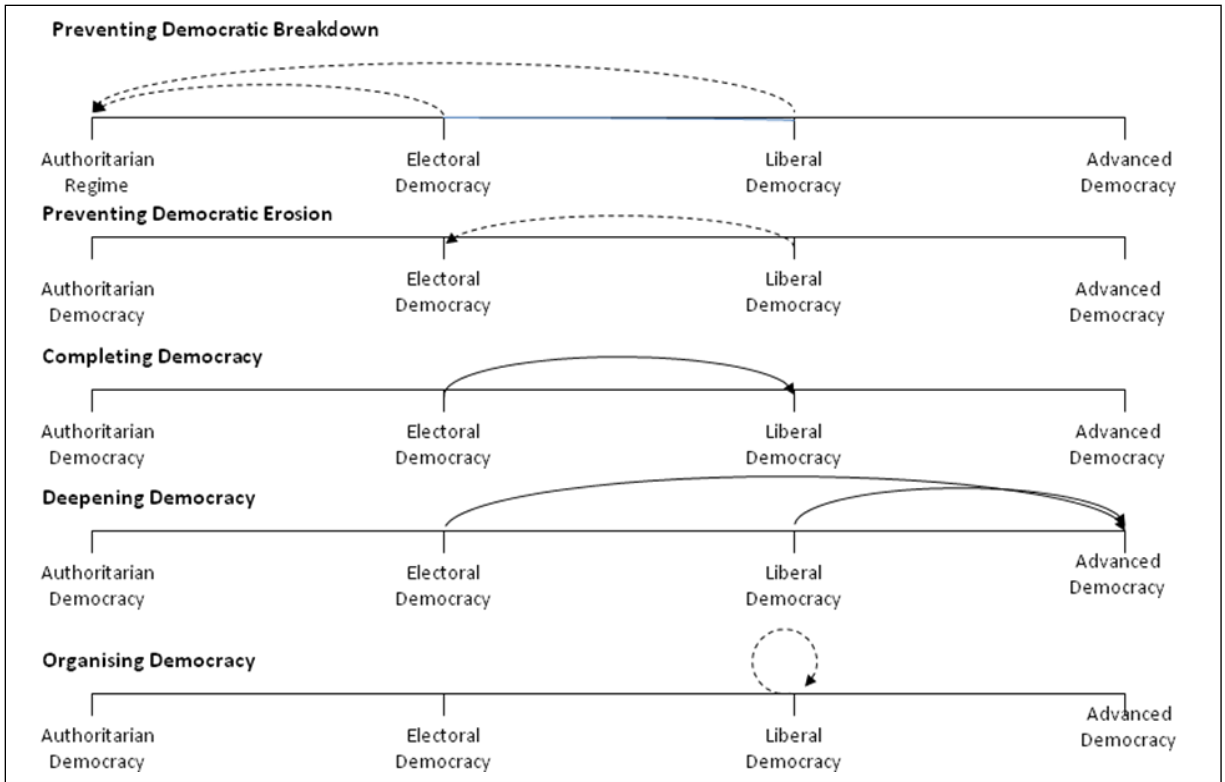 Preventing Democratic Breakdown
Authoritarian Electoral Liberal Advanced
Regime Democracy Democracy Democracy
Preventing Democratic Erosion
Authoritarian Electoral Liberal Advanced
Democracy Democracy Democracy Democracy
Completing Democracy
Authoritarian Electoral Liberal Advanced
Democracy Democracy Democracy Democracy
Deepening Democracy
Authoritarian Electoral Liberal Advanced
Democracy Democracy Democracy Democracy
Organising Democracy
Authoritarian Electoral Liberal Advanced
Democracy Democracy Democracy Democracy